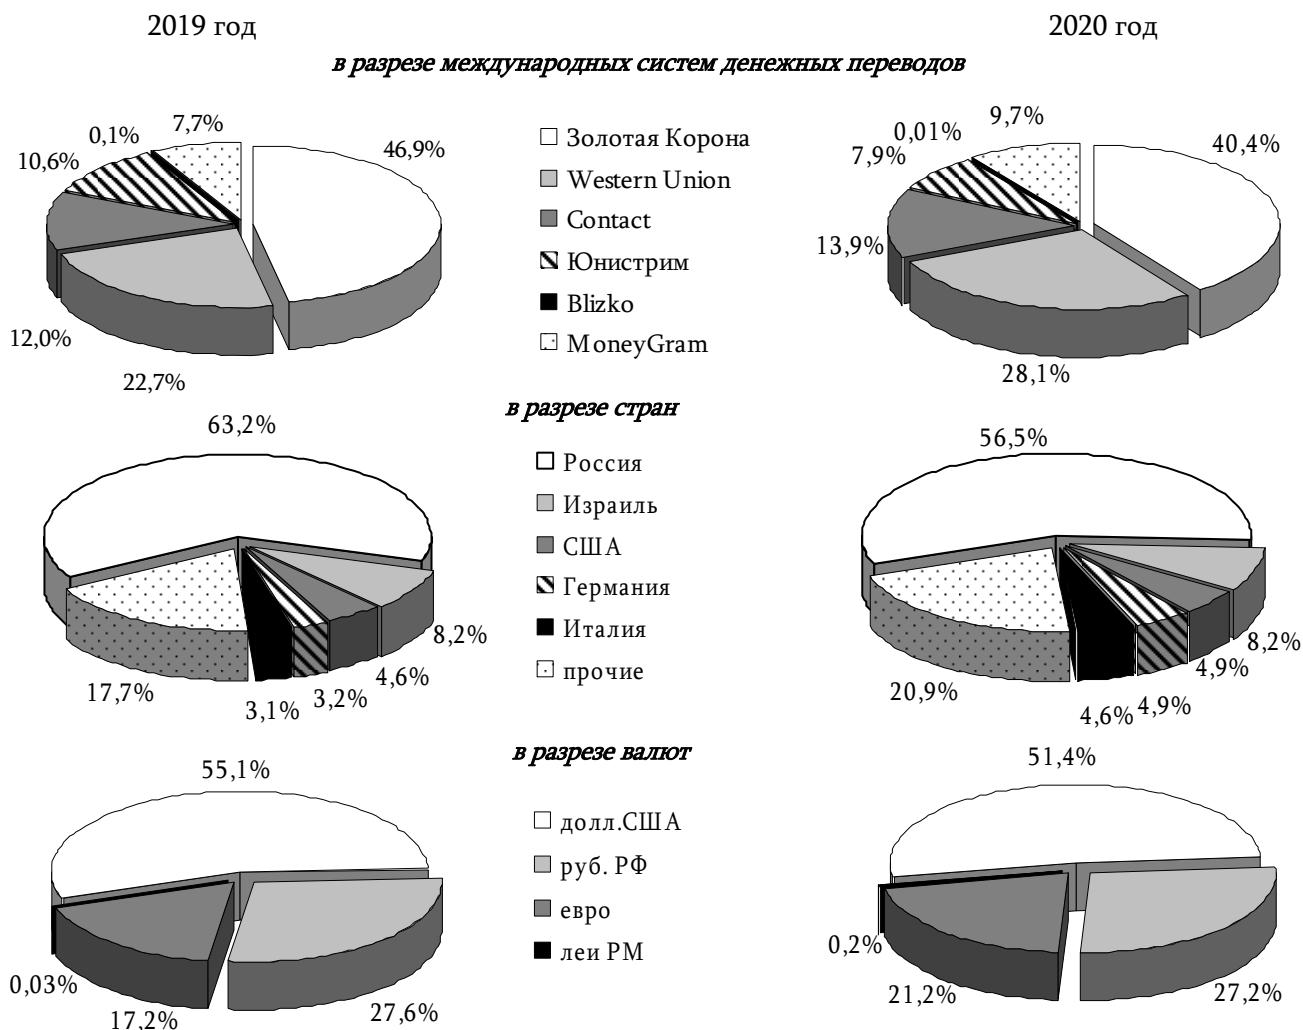 2019 год
2020 год
в разрезе международных систем денежных переводов
0,1%
7,7%
46,9%
10,6%
12,0%
22,7%
Золотая Корона
Western Union
Contact
Юнистрим
Blizko
MoneyGram
0,01%
9,7%
40,4%
7,9%
13,9%
28,1%
в разрезе стран
63,2%
8,2%
4,6%
3,2%
3,1%
17,7%
Россия
Израиль
США
Германия
Италия
прочие
56,5%
8,2%
4,9%
4,9%
4,6%
20,9%
в разрезе валют
55,1%
0,03%
17,2%
27,6%
долл.США
руб. РФ
евро
леи РМ
51,4%
0,2%
21,2%
27,2%